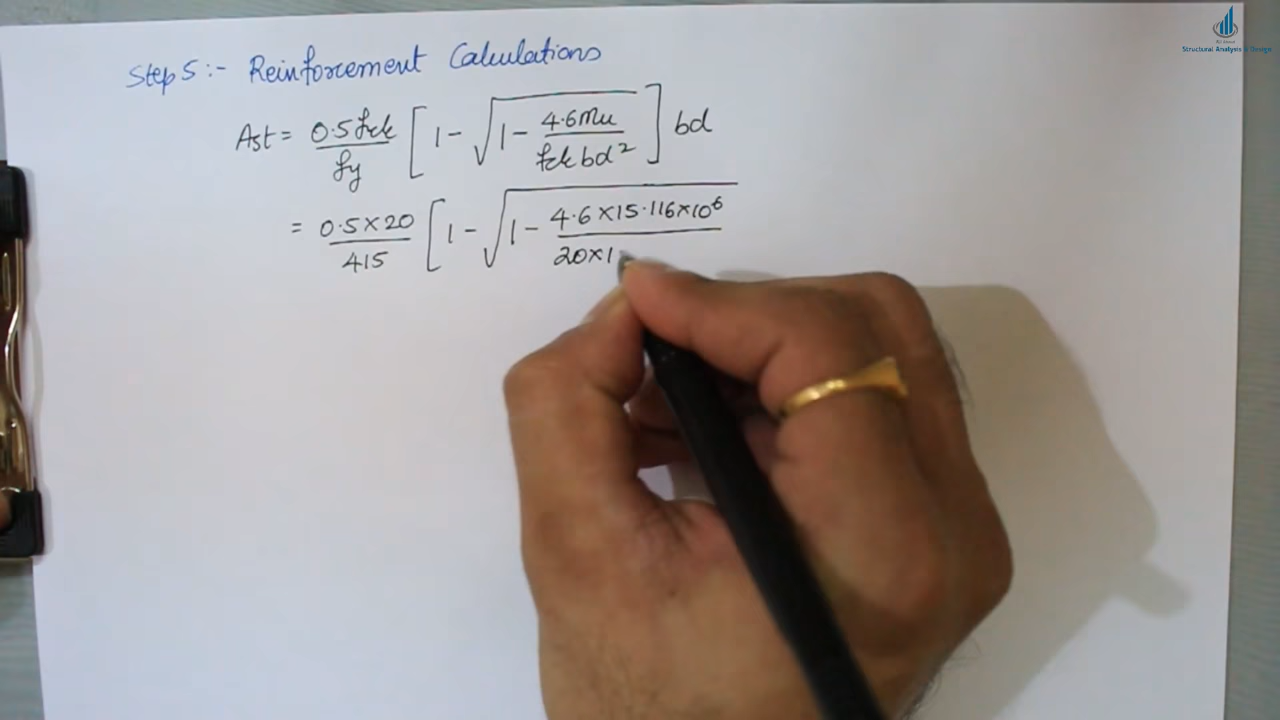 Structural Analysis & Design
Step 5:- Reinforcement Calculations
Ast = 0.5fck / fy [ 1 - √(1 - 4.6Mu / fck bd²) ] bd
= 0.5×20 / 415 [ 1 - √(1 - 4.6×15.116×10⁶ / 20×1